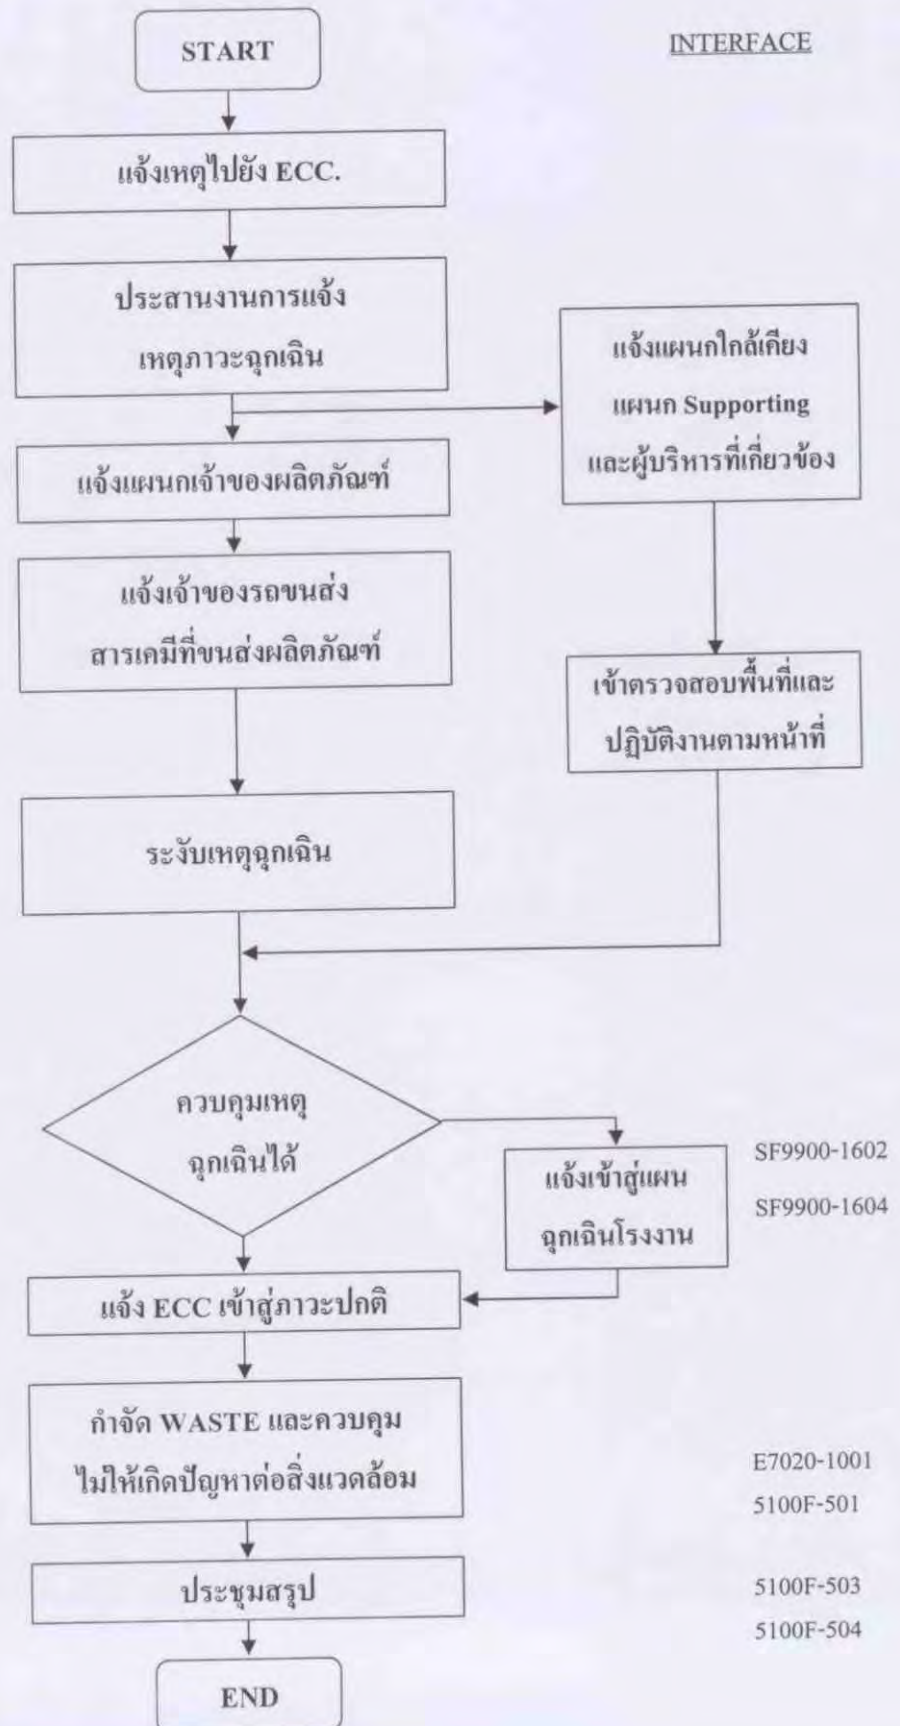 START
INTERFACE
แจ้งเหตุไปยัง ECC.
ประสานงานการแจ้ง
เหตุภาวะฉุกเฉิน
แจ้งแผนกใกล้เคียง
แผนก Supporting
และผู้บริหารที่เกี่ยวข้อง
แจ้งแผนกเจ้าของผลิตภัณฑ์
แจ้งเจ้าของรถขนส่ง
สารเคมีที่ขนส่งผลิตภัณฑ์
เข้าตรวจสอบพื้นที่และ
ปฏิบัติงานตามหน้าที่
ระงับเหตุฉุกเฉิน
ควบคุมเหตุ
ฉุกเฉินได้
แจ้งเข้าสู่แผน
ฉุกเฉินโรงงาน
SF9900-1602
SF9900-1604
แจ้ง ECC เข้าสู่ภาวะปกติ
กำจัด WASTE และควบคุม
ไม่ให้เกิดปัญหาต่อสิ่งแวดล้อม
E7020-1001
5100F-501
ประชุมสรุป
5100F-503
5100F-504
END